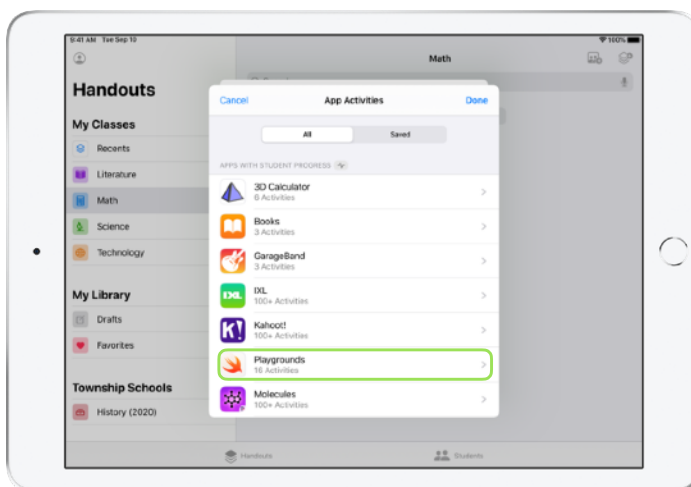 9:41 AM Tue Sep 10
100%
Math
Handouts
My Classes
Recents
Literature
Math
Science
Technology
My Library
Drafts
Favorites
Township Schools
History (2020)
Cancel
App Activities
Done
All
Saved
APPS WITH STUDENT PROGRESS
3D Calculator
6 Activities
Books
3 Activities
GarageBand
3 Activities
IXL
IXL
100+ Activities
K!
Kahoot!
100+ Activities
Playgrounds
16 Activities
Molecules
100+ Activities
Handouts
Students